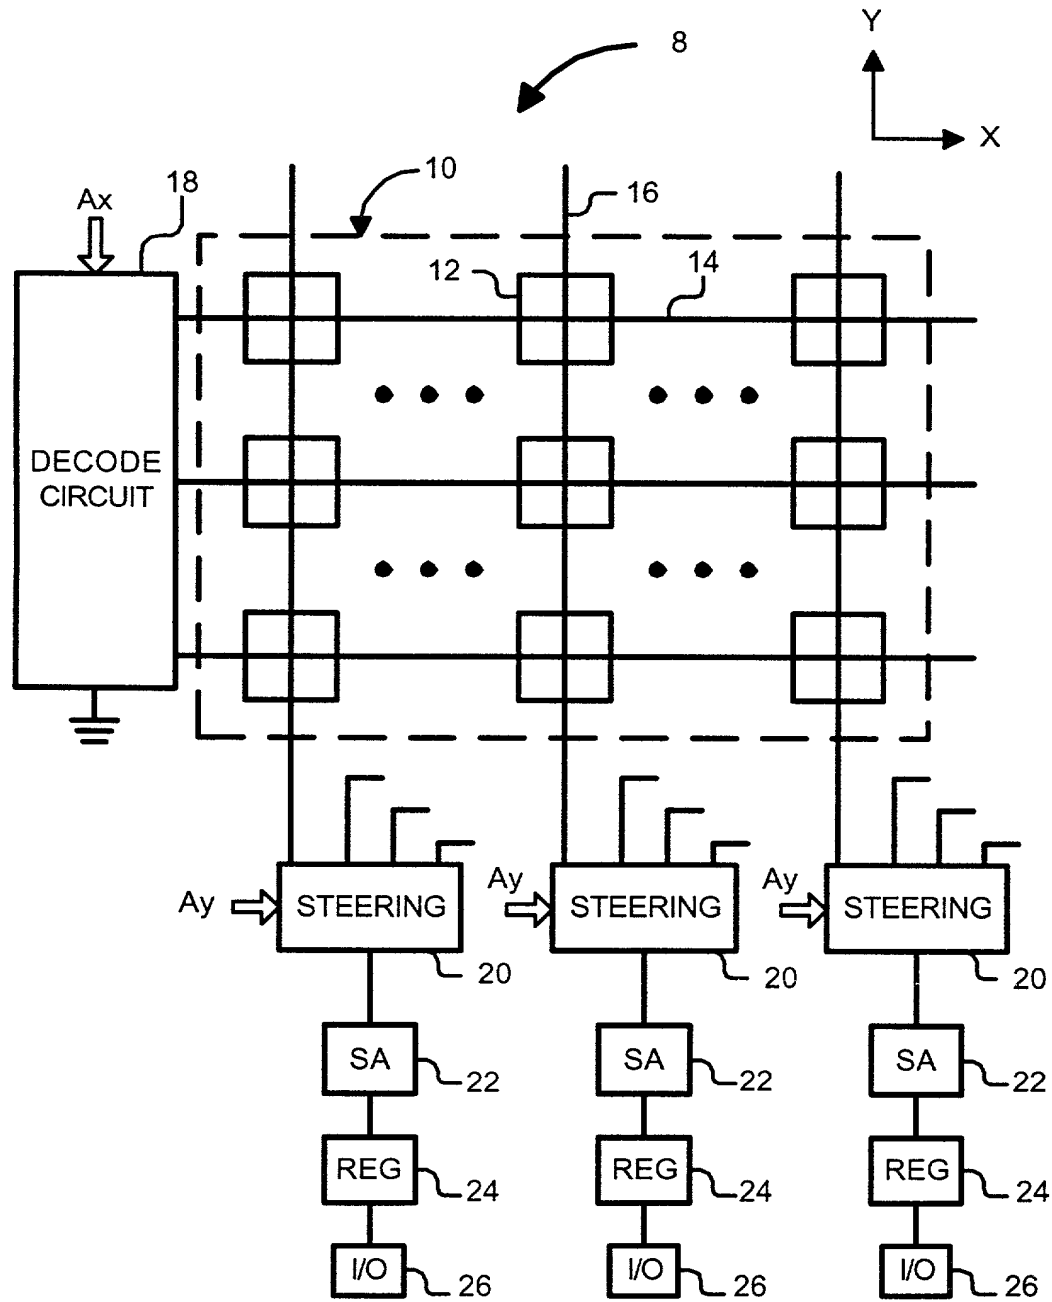 Y
8
X
10
18
16
Ax
12
14
DECODE
CIRCUIT
Ay
STEERING
Ay
STEERING
Ay
STEERING
20
20
20
SA
SA
SA
22
22
22
REG
REG
REG
24
24
24
I/O
I/O
I/O
26
26
26